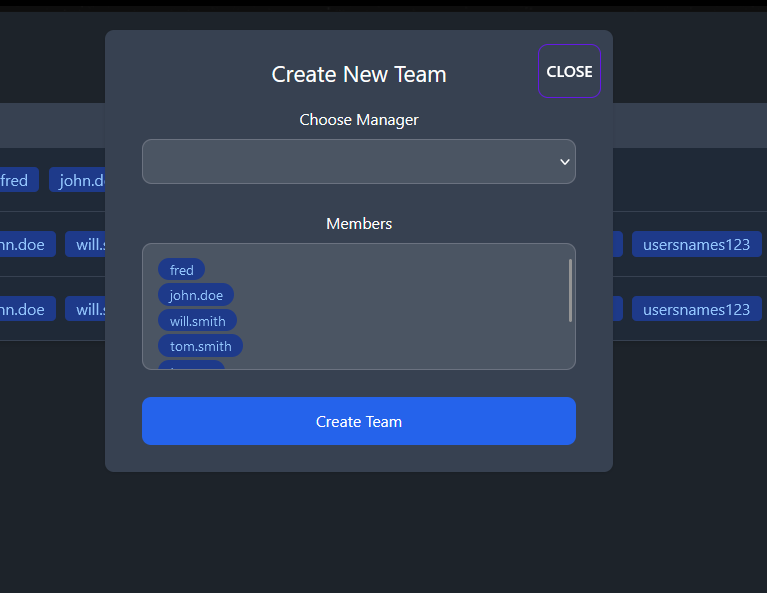 Create New Team
CLOSE
Choose Manager
fred
john.d
Members
hn.doe
will.s
usersnames123
fred
john.doe
hn.doe
will.s
usersnames123
will.smith
tom.smith
Create Team